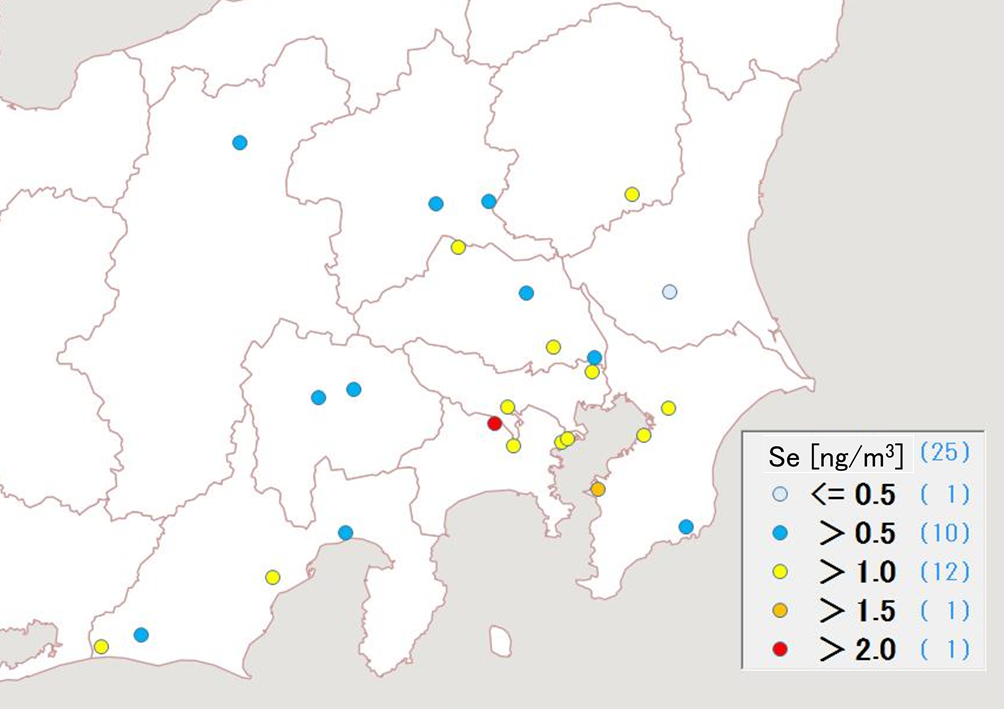 Se [ng/m³] (25)
<= 0.5 ( 1)
> 0.5 (10)
> 1.0 (12)
> 1.5 ( 1)
> 2.0 ( 1)